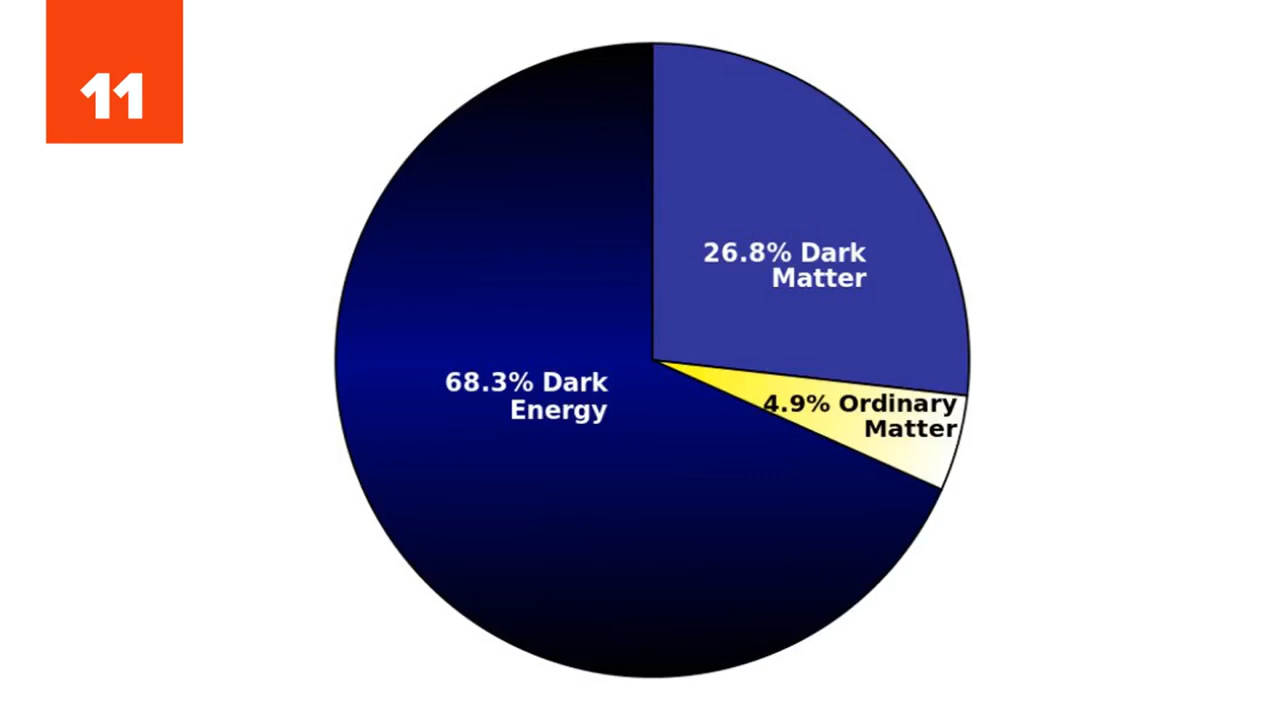 11
26.8% Dark
Matter
68.3% Dark
Energy
4.9% Ordinary
Matter